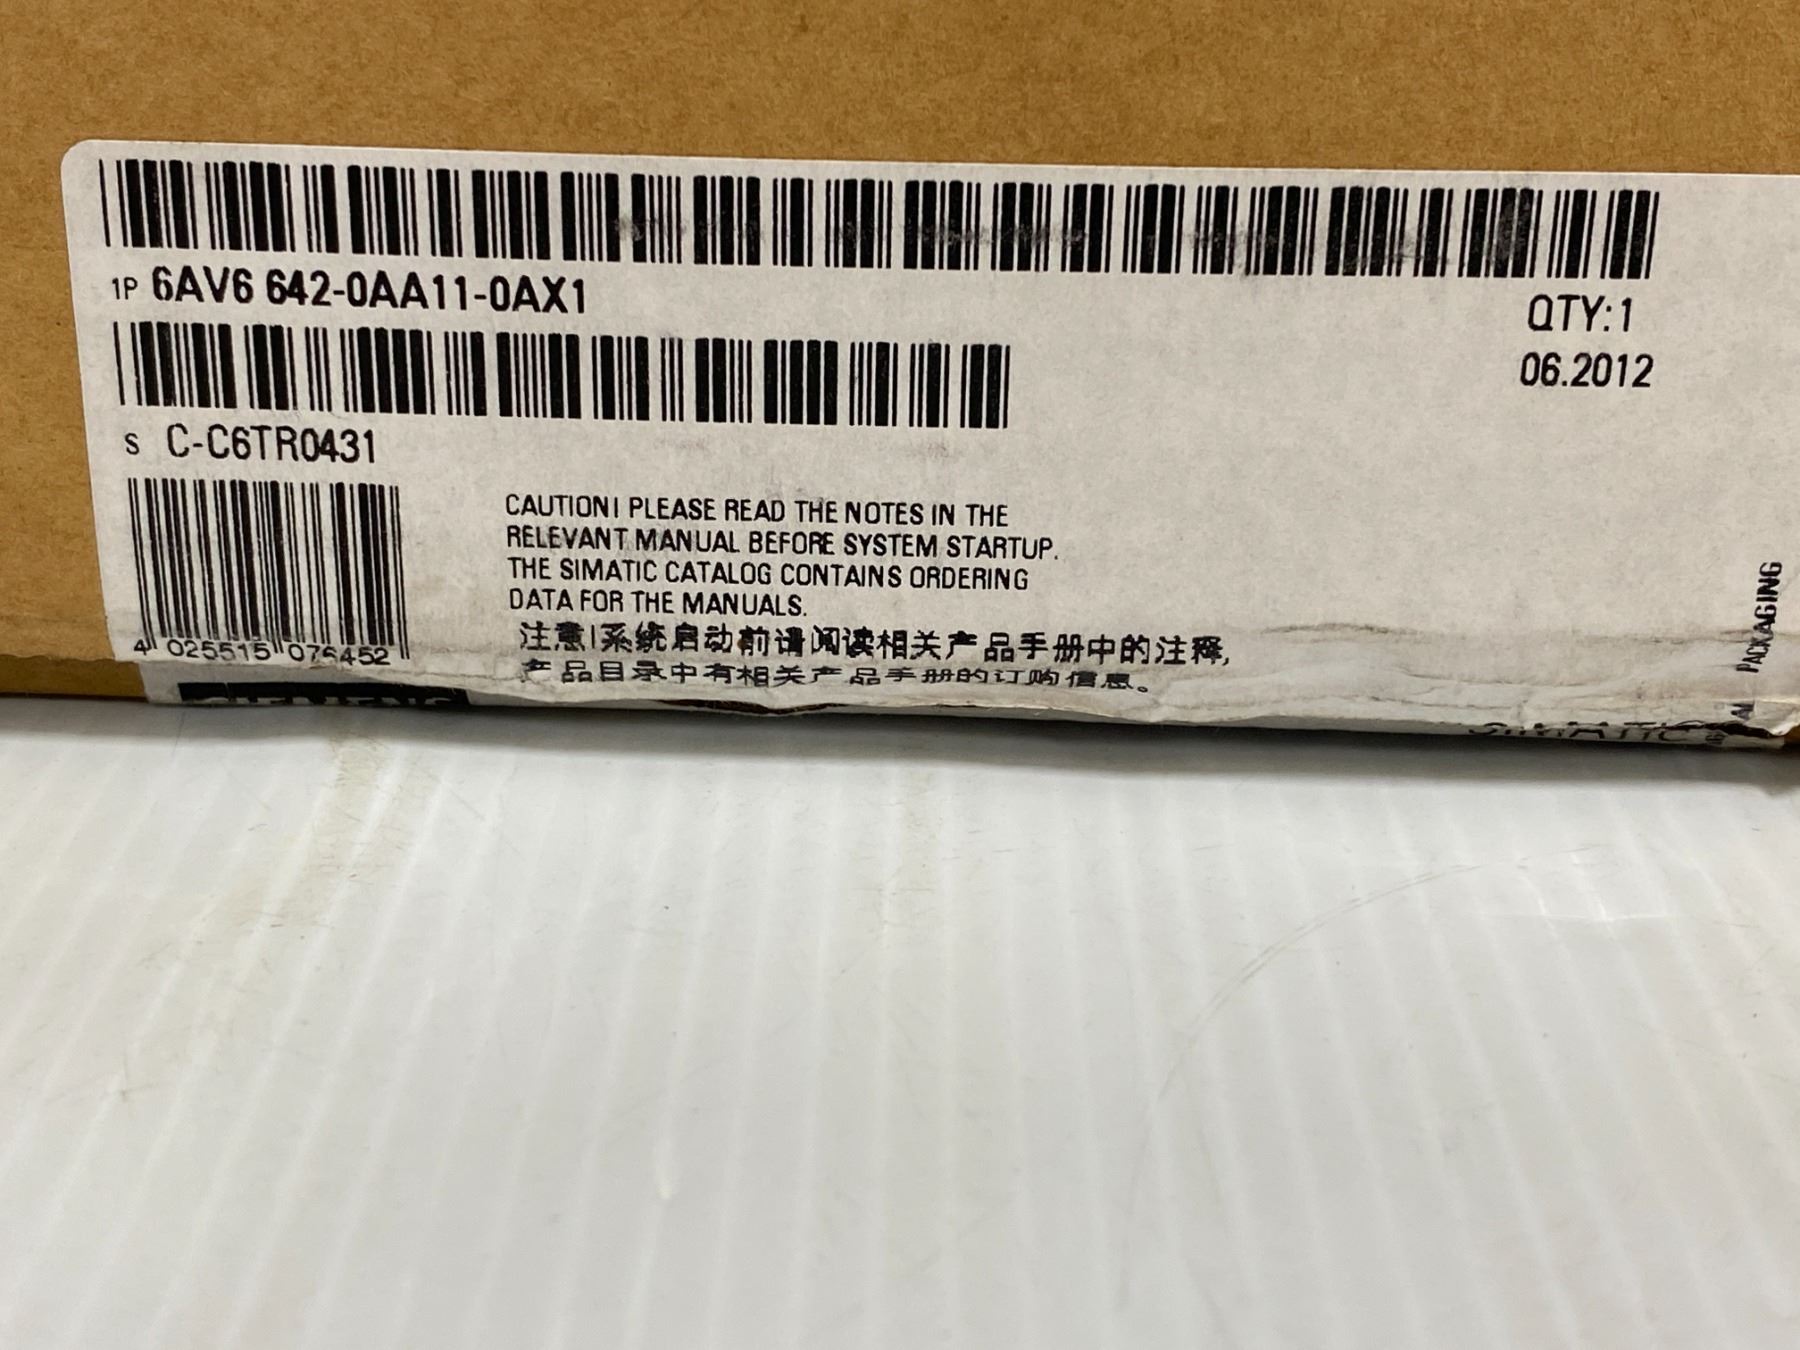 1P 6AV6 642-0AA11-0AX1
QTY:1
06.2012
S C-C6TR0431
4 025515 076452
CAUTION! PLEASE READ THE NOTES IN THE
RELEVANT MANUAL BEFORE SYSTEM STARTUP.
THE SIMATIC CATALOG CONTAINS ORDERING
DATA FOR THE MANUALS.
注意!系统启动前请阅读相关产品手册中的注释,
产品目录中有相关产品手册的订购信息。
PACKAGING
SIEMENS
SIMATIC